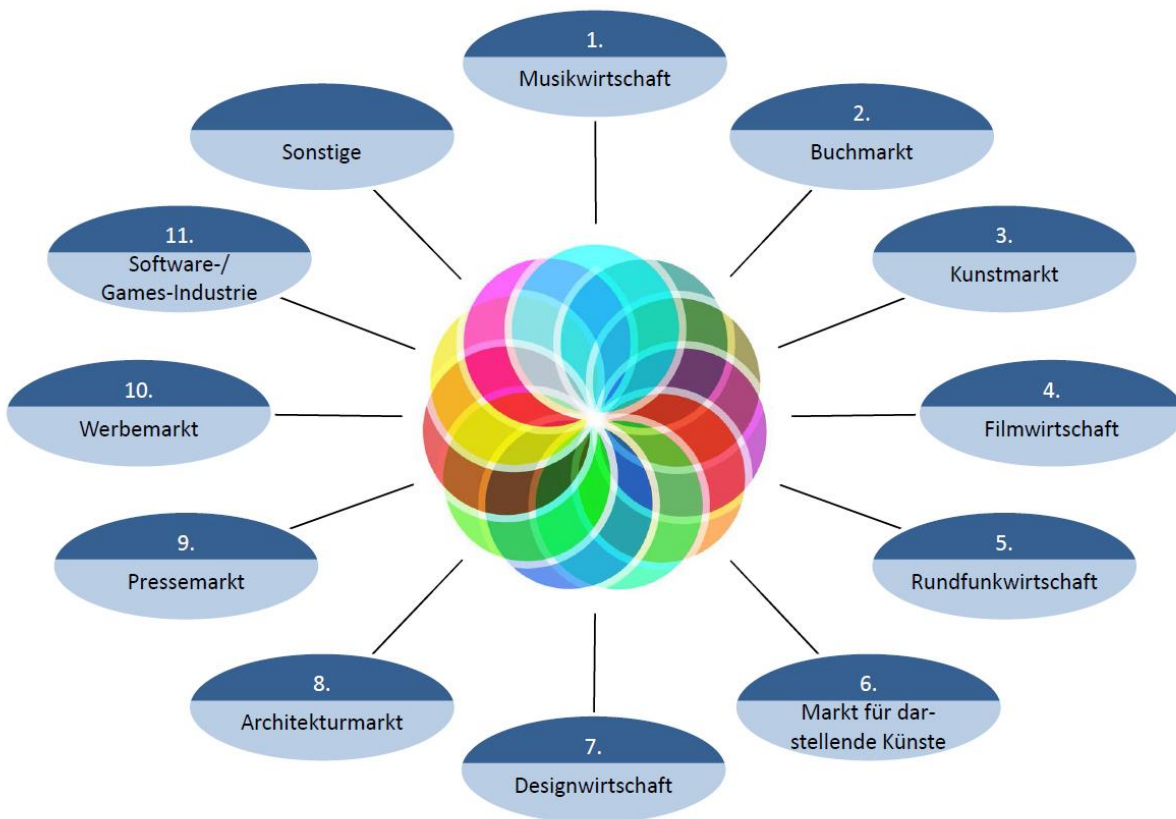 1.
Musikwirtschaft
2.
Buchmarkt
3.
Kunstmarkt
4.
Filmwirtschaft
5.
Rundfunkwirtschaft
6.
Markt für dar-
stellende Künste
7.
Designwirtschaft
8.
Architekturmarkt
9.
Pressemarkt
10.
Werbemarkt
11.
Software-/
Games-Industrie
Sonstige